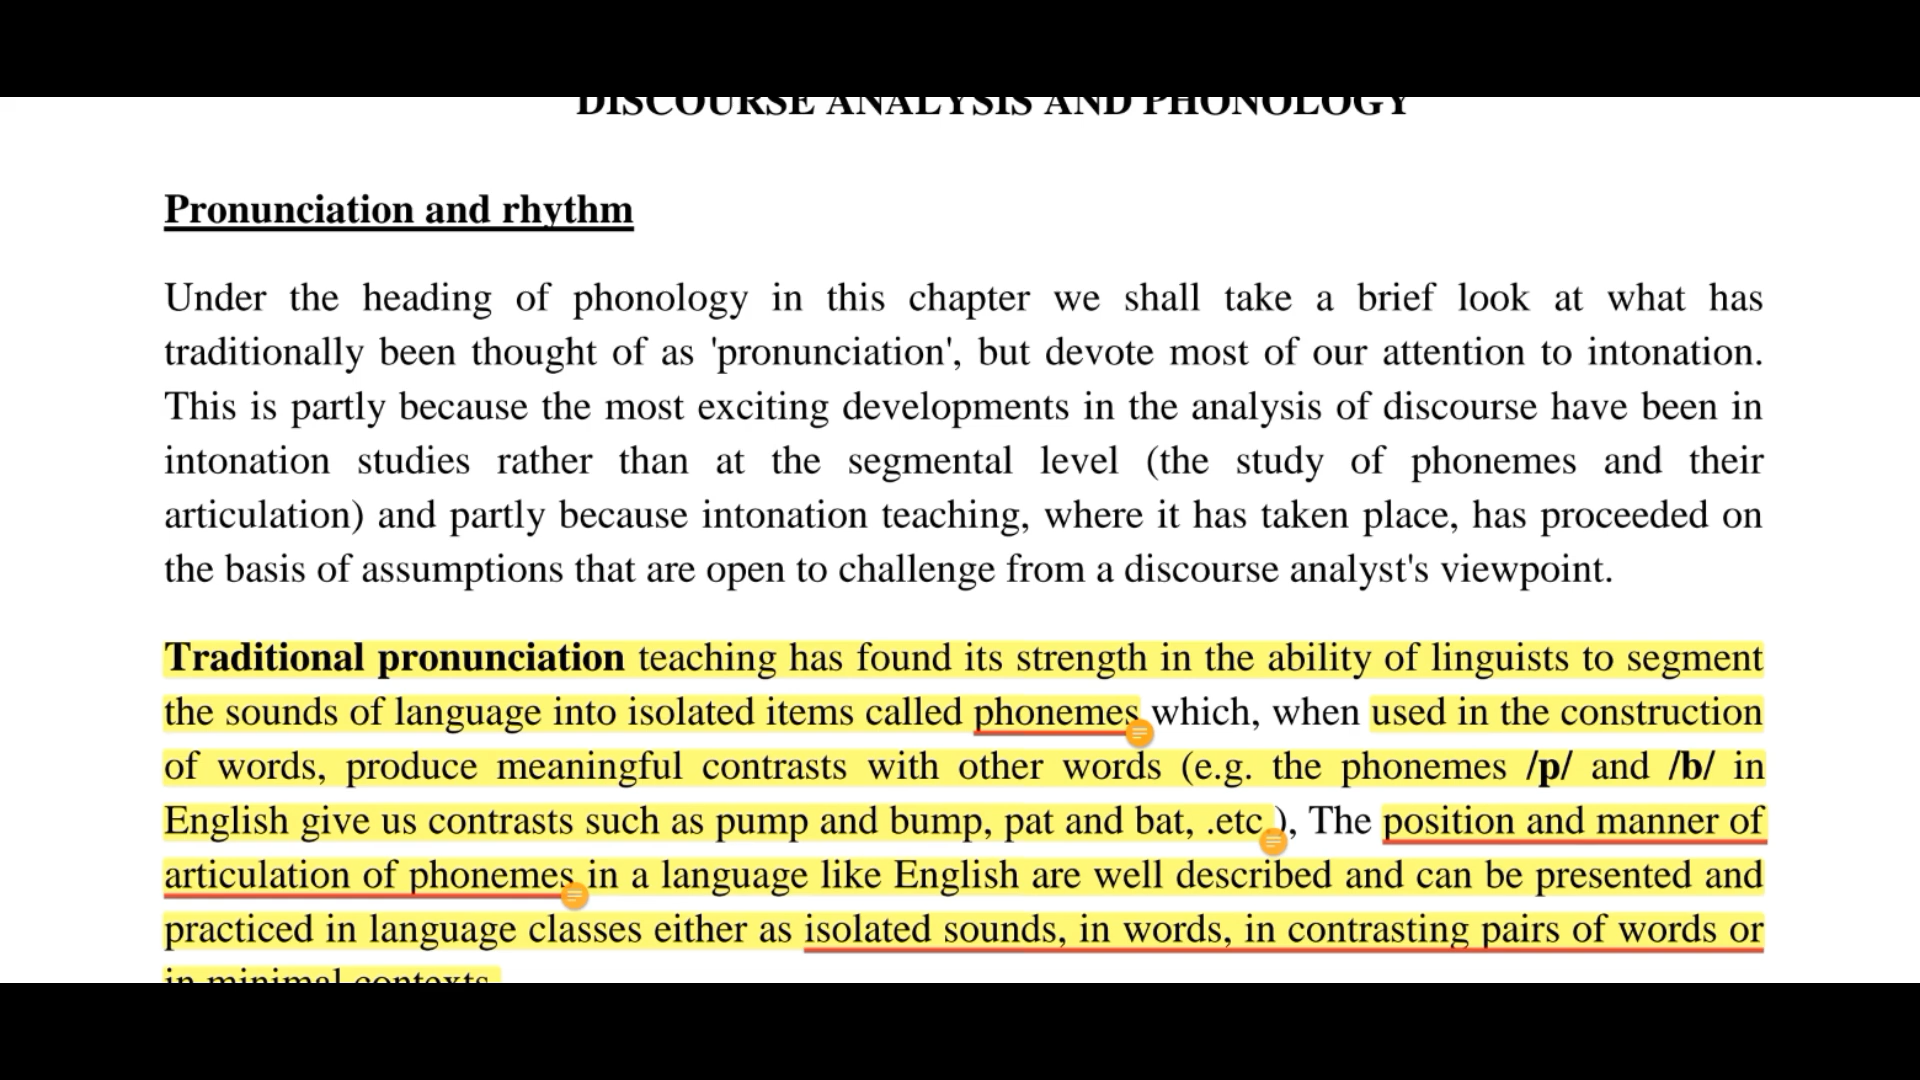 DISCOURSE ANALYSIS AND PHONOLOGY
Pronunciation and rhythm
Under the heading of phonology in this chapter we shall take a brief look at what has
traditionally been thought of as 'pronunciation', but devote most of our attention to intonation.
This is partly because the most exciting developments in the analysis of discourse have been in
intonation studies rather than at the segmental level (the study of phonemes and their
articulation) and partly because intonation teaching, where it has taken place, has proceeded on
the basis of assumptions that are open to challenge from a discourse analyst's viewpoint.
Traditional pronunciation teaching has found its strength in the ability of linguists to segment
the sounds of language into isolated items called phonemes which, when used in the construction
of words, produce meaningful contrasts with other words (e.g. the phonemes /p/ and /b/ in
English give us contrasts such as pump and bump, pat and bat, .etc.), The position and manner of
articulation of phonemes in a language like English are well described and can be presented and
practiced in language classes either as isolated sounds, in words, in contrasting pairs of words or
in minimal contexts.